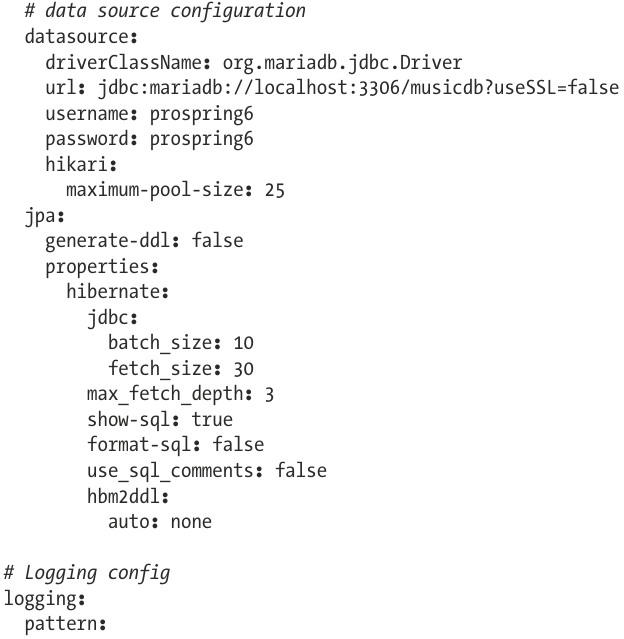 # data source configuration
datasource:
driverClassName: org.mariadb.jdbc.Driver
url: jdbc:mariadb://localhost:3306/musicdb?useSSL=false
username: prospring6
password: prospring6
hikari:
maximum-pool-size: 25
jpa:
generate-ddl: false
properties:
hibernate:
jdbc:
batch_size: 10
fetch_size: 30
max_fetch_depth: 3
show-sql: true
format-sql: false
use_sql_comments: false
hbm2ddl:
auto: none
# Logging config
logging:
pattern: